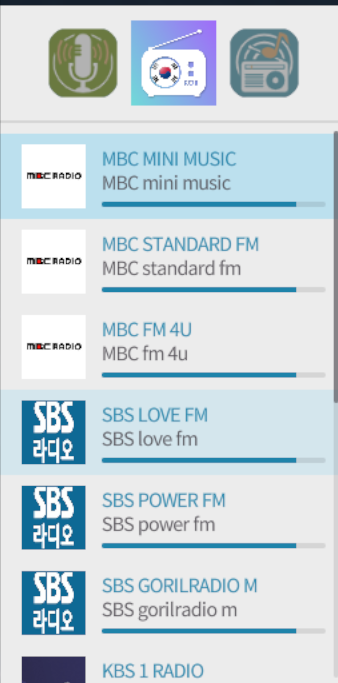 MBC RADIO
MBC MINI MUSIC
MBC mini music
MBC RADIO
MBC STANDARD FM
MBC standard fm
MBC RADIO
MBC FM 4U
MBC fm 4u
SBS
라디오
SBS LOVE FM
SBS love fm
SBS
라디오
SBS POWER FM
SBS power fm
SBS
라디오
SBS GORILRADIO M
SBS gorilradio m
KBS 1 RADIO